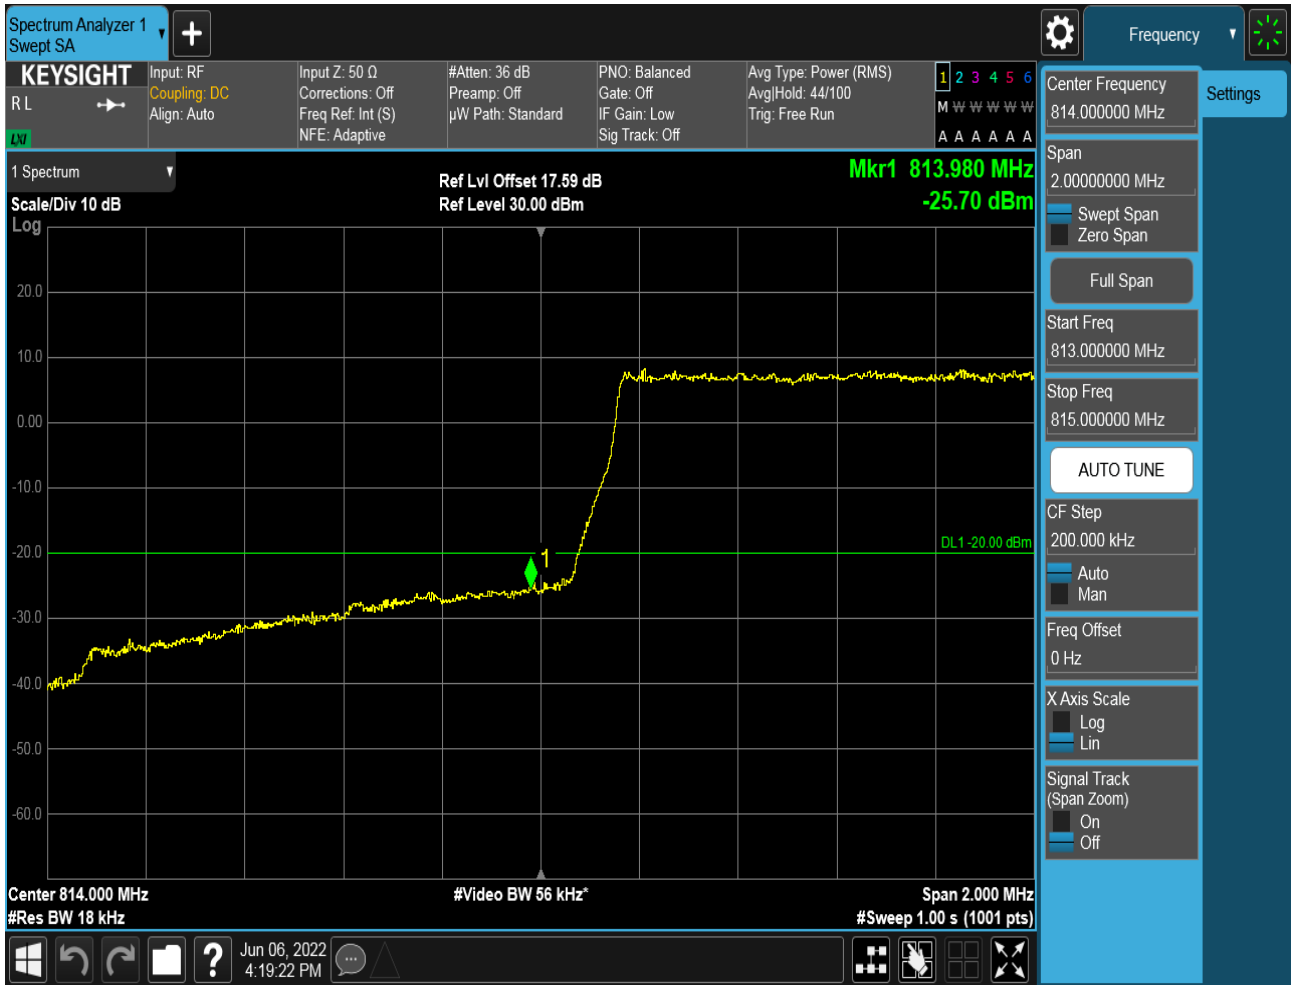 Spectrum Analyzer 1
Swept SA
Frequency
KEYSIGHT
R L
LXI
Input: RF
Coupling: DC
Align: Auto
Input Z: 50 Ω
Corrections: Off
Freq Ref: Int (S)
NFE: Adaptive
#Atten: 36 dB
Preamp: Off
µW Path: Standard
PNO: Balanced
Gate: Off
IF Gain: Low
Sig Track: Off
Avg Type: Power (RMS)
Avg|Hold: 44/100
Trig: Free Run
1 2 3 4 5 6
M W W W W W
A A A A A A
1 Spectrum
Scale/Div 10 dB
Log
Ref Lvl Offset 17.59 dB
Ref Level 30.00 dBm
Mkr1 813.980 MHz
-25.70 dBm
20.0
10.0
0.00
-10.0
-20.0
-30.0
-40.0
-50.0
-60.0
1
DL1 -20.00 dBm
Center 814.000 MHz
#Res BW 18 kHz
#Video BW 56 kHz*
Span 2.000 MHz
#Sweep 1.00 s (1001 pts)
Jun 06, 2022
4:19:22 PM
?
Center Frequency
814.000000 MHz
Settings
Span
2.00000000 MHz
Swept Span
Zero Span
Full Span
Start Freq
813.000000 MHz
Stop Freq
815.000000 MHz
AUTO TUNE
CF Step
200.000 kHz
Auto
Man
Freq Offset
0 Hz
X Axis Scale
Log
Lin
Signal Track
(Span Zoom)
On
Off